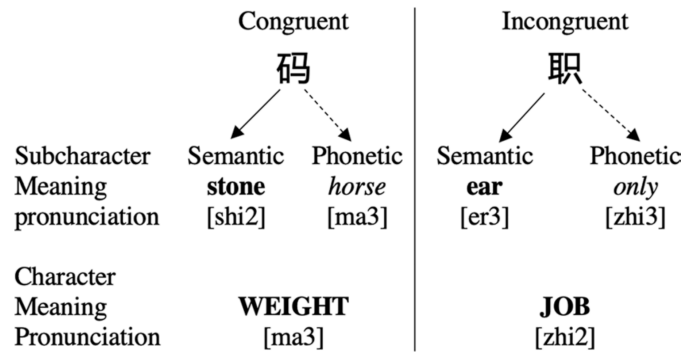 Congruent Incongruent
码 职
Subcharacter Semantic Phonetic Semantic Phonetic
Meaning stone horse ear only
pronunciation [shi2] [ma3] [er3] [zhi3]
Character
Meaning WEIGHT JOB
Pronunciation [ma3] [zhi2]